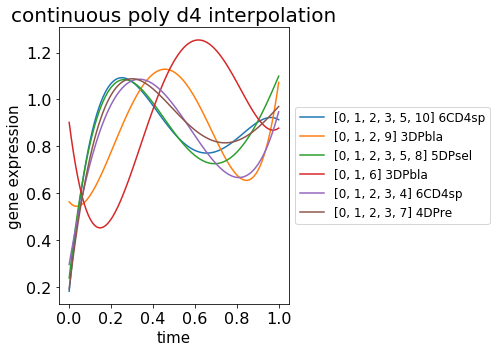 continuous poly d4 interpolation
gene expression
1.2
1.0
0.8
0.6
0.4
0.2
0.0 0.2 0.4 0.6 0.8 1.0
time
[0, 1, 2, 3, 5, 10] 6CD4sp
[0, 1, 2, 9] 3DPbla
[0, 1, 2, 3, 5, 8] 5DPsel
[0, 1, 6] 3DPbla
[0, 1, 2, 3, 4] 6CD4sp
[0, 1, 2, 3, 7] 4DPre